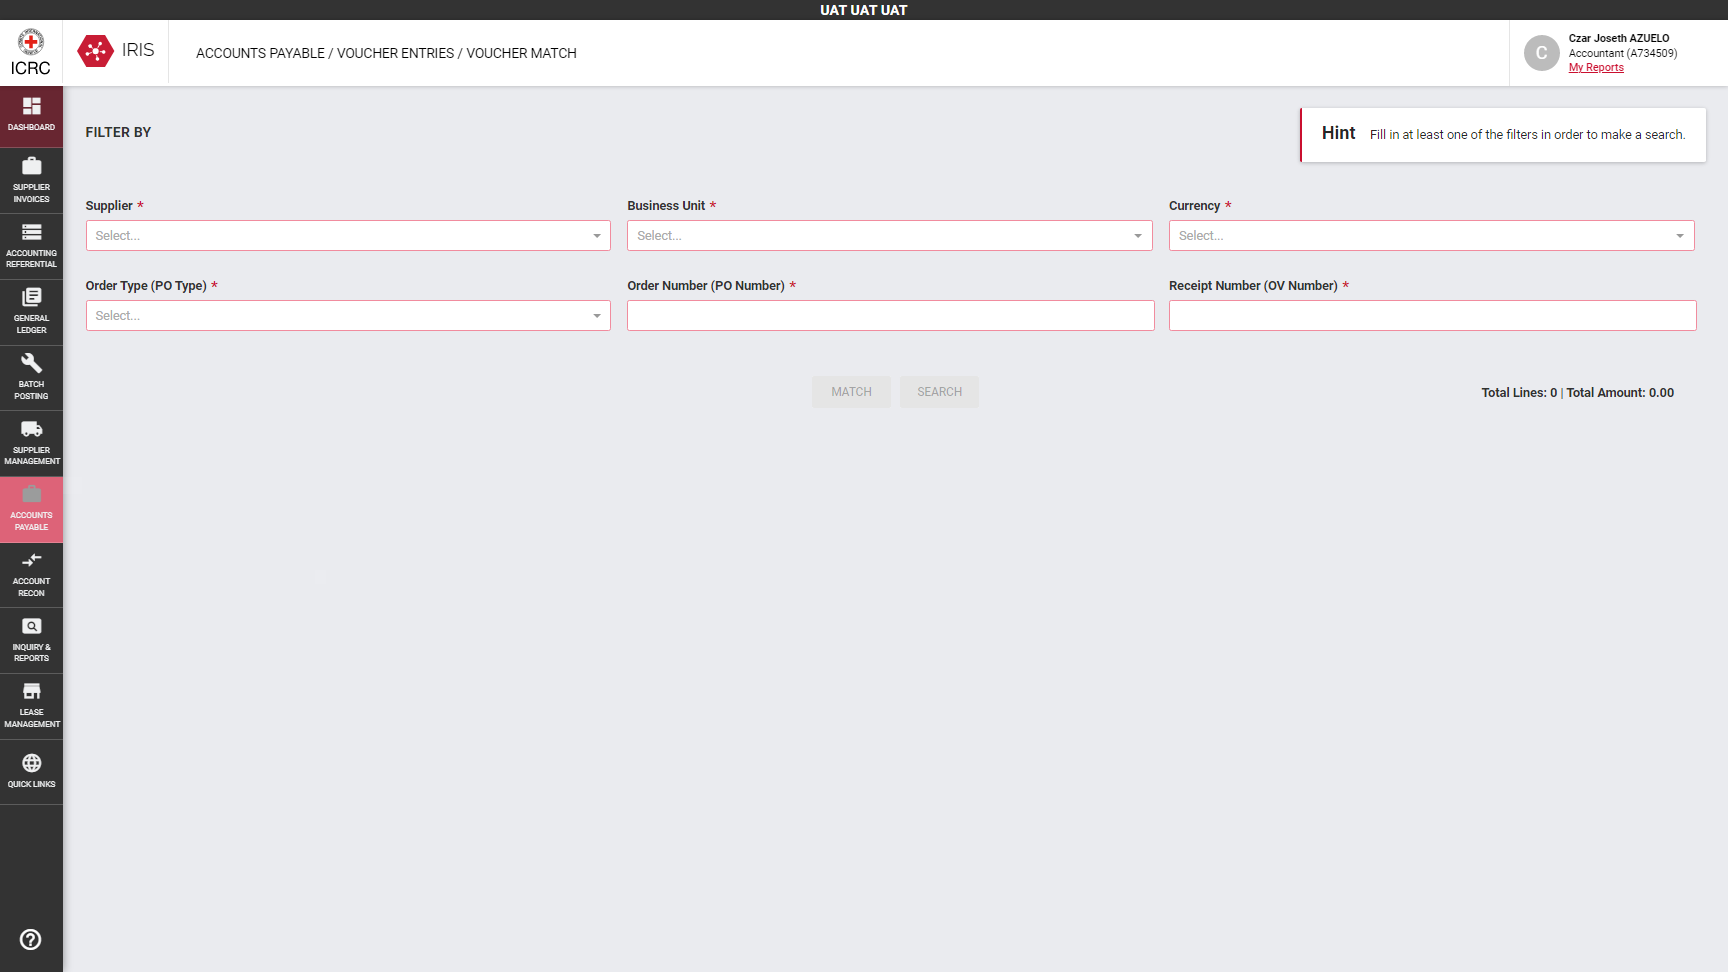 UAT UAT UAT
ICRC
IRIS
ACCOUNTS PAYABLE / VOUCHER ENTRIES / VOUCHER MATCH
C
Czar Joseth AZUELO
Accountant (A734509)
My Reports
DASHBOARD
SUPPLIER
INVOICES
ACCOUNTING
REFERENTIAL
GENERAL
LEDGER
BATCH
POSTING
SUPPLIER
MANAGEMENT
ACCOUNTS
PAYABLE
ACCOUNT
RECON
INQUIRY &
REPORTS
LEASE
MANAGEMENT
QUICK LINKS
FILTER BY
Hint Fill in at least one of the filters in order to make a search.
Supplier * Business Unit * Currency *
Select... Select... Select...
Order Type (PO Type) * Order Number (PO Number) * Receipt Number (OV Number) *
Select...
MATCH SEARCH Total Lines: 0 | Total Amount: 0.00